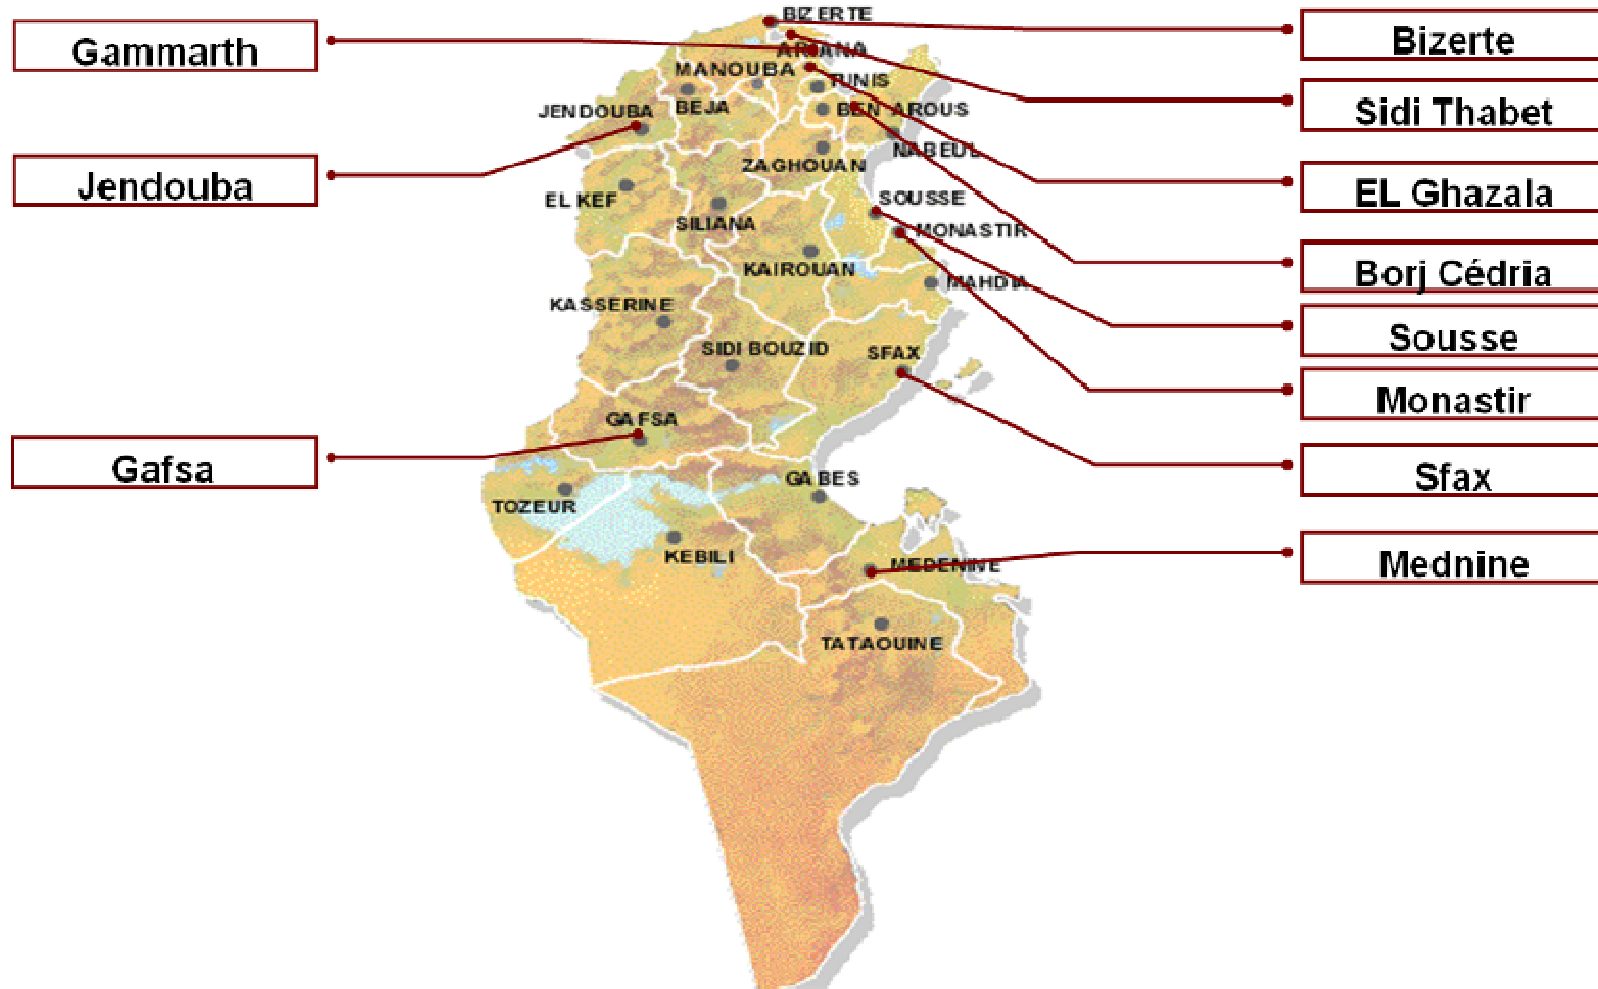 BIZERTE
Gammarth
Bizerte
ARIANA
MANOUBA
TUNIS
BEJA
JENDOUBA
BEN AROUS
Sidi Thabet
NABEUL
ZAGHOUAN
Jendouba
EL Ghazala
EL KEF
SOUSSE
SILIANA
MONASTIR
KAIROUAN
Borj Cédria
MAHDIA
KASSERINE
Sousse
SIDI BOUZID
SFAX
Monastir
GAFSA
Gafsa
Sfax
GABES
TOZEUR
KEBILI
MEDENINE
Mednine
TATAOUINE